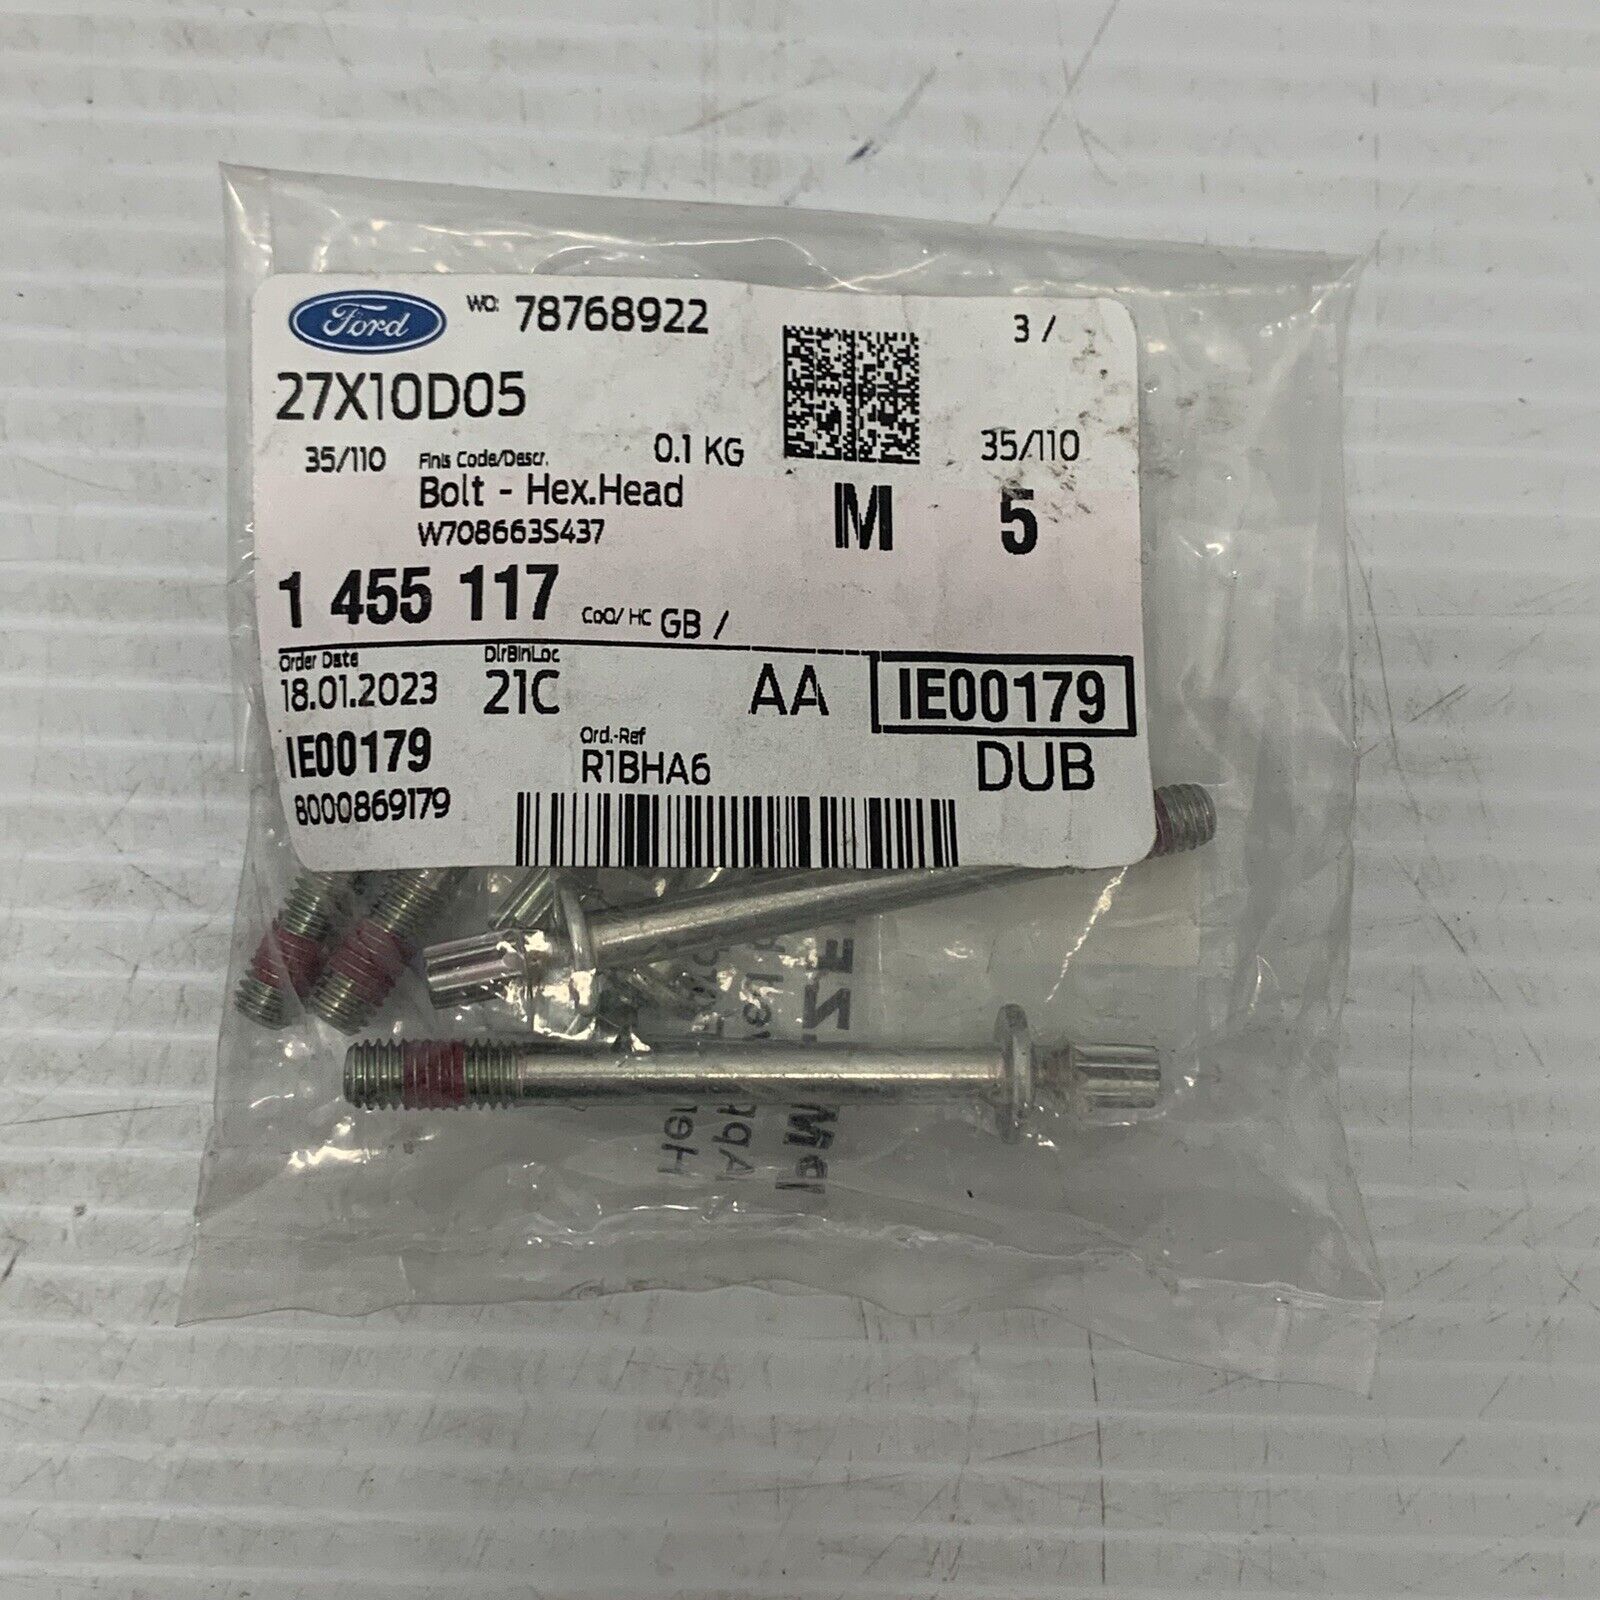 Ford WO: 78768922 3 /
27X10D05
35/110 Finis Code/Descr. 0.1 KG 35/110
Bolt - Hex.Head M 5
W708663S437
1 455 117 CoO/ HC GB /
Order Date DlrBinLoc
18.01.2023 21C AA IE00179
IE00179 Ord.-Ref DUB
8000869179 R1BHA6